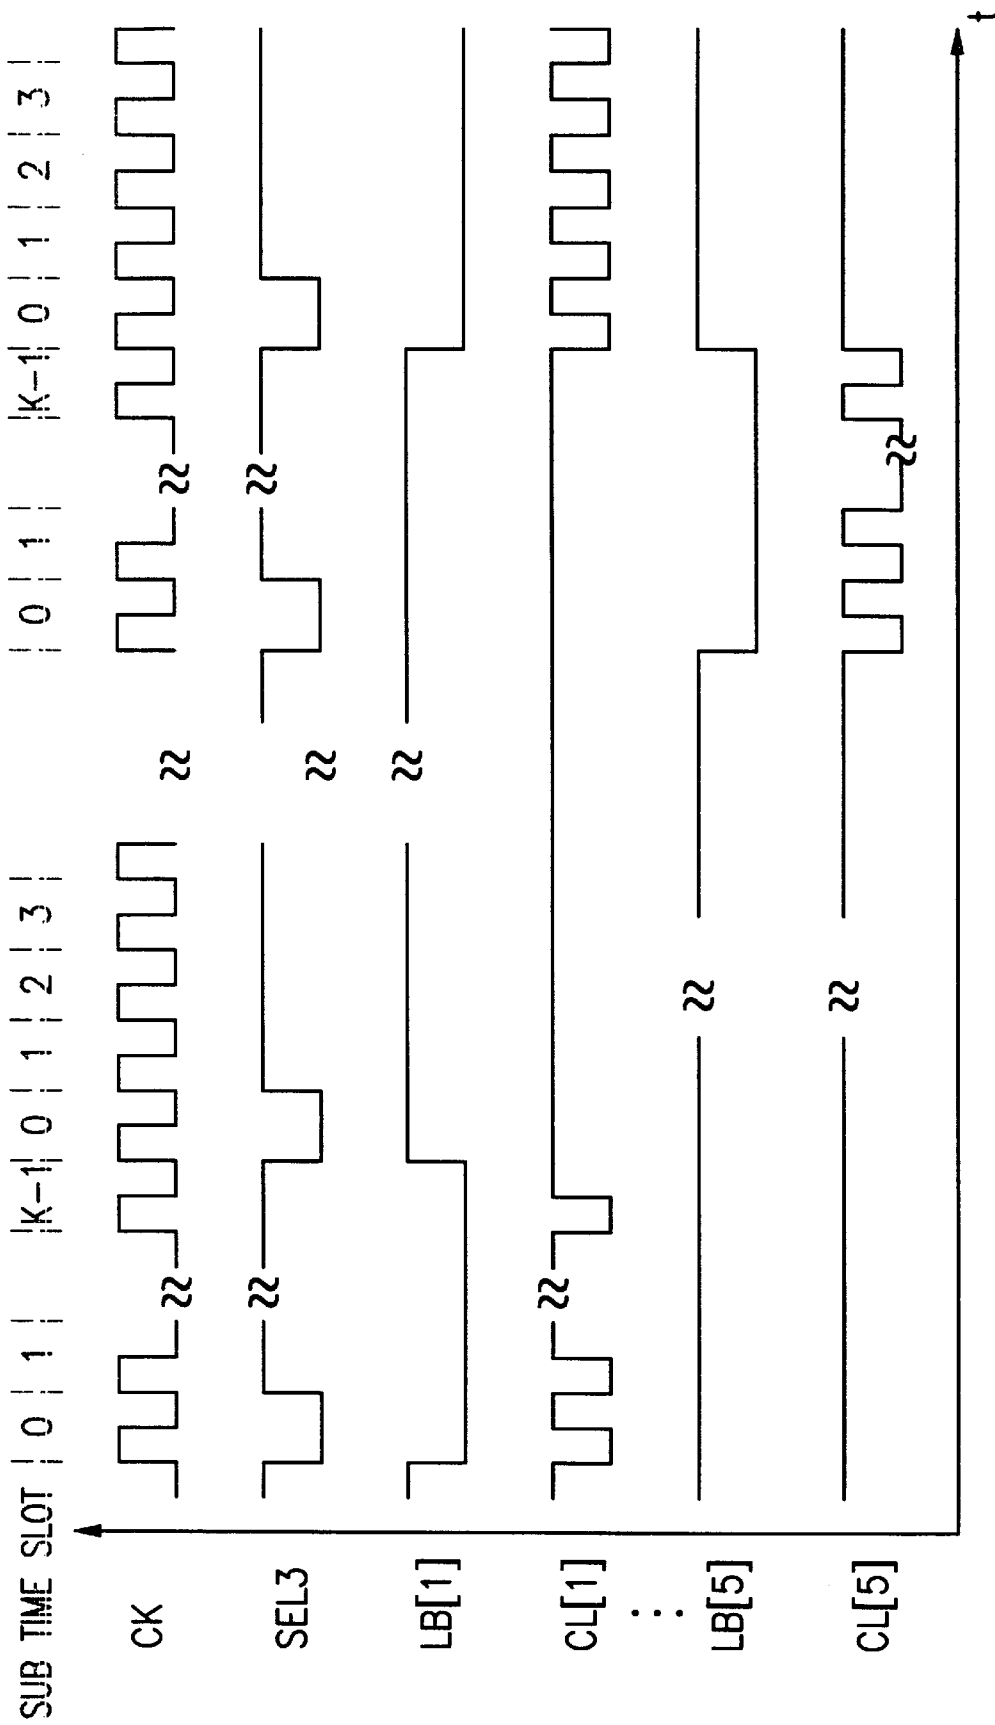 SUB TIME SLOT | 0 | 1 | |K-1| 0 | 1 | 2 | 3 | | 0 | 1 | |K-1| 0 | 1 | 2 | 3 |
CK
SEL3
LB[1]
CL[1]
⋮
LB[5]
CL[5]
t